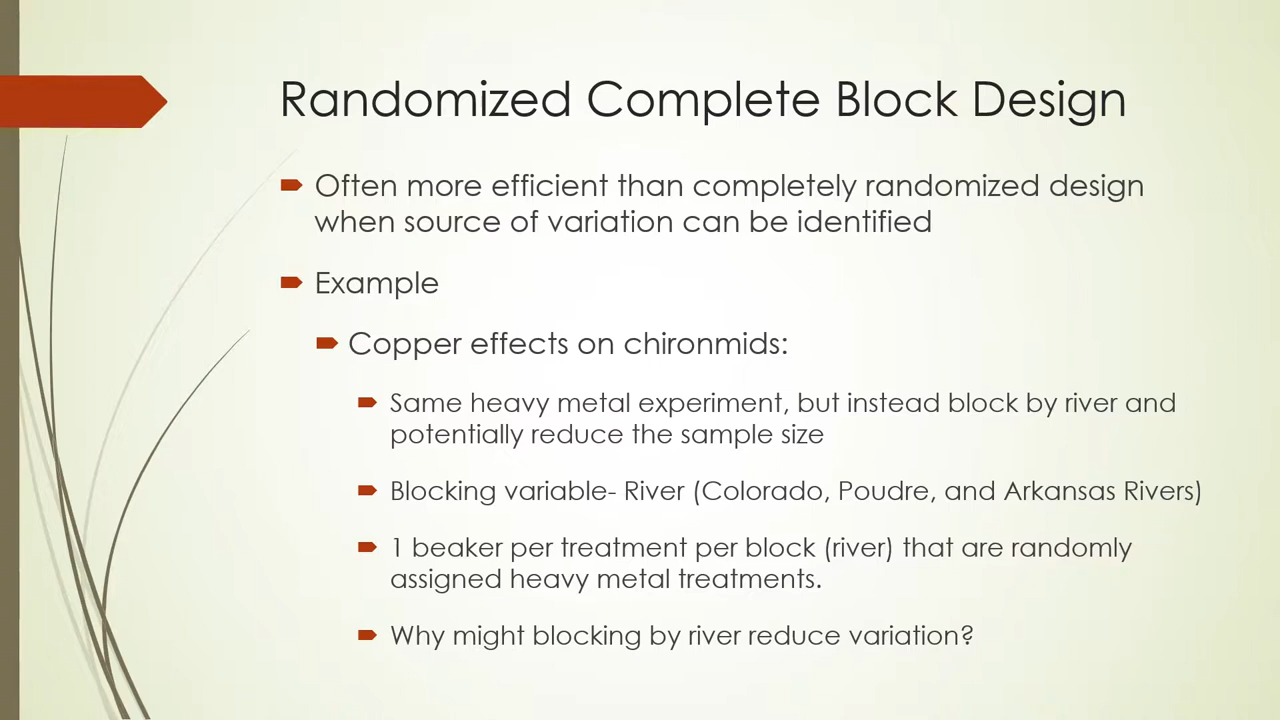 Randomized Complete Block Design
Often more efficient than completely randomized design
when source of variation can be identified
Example
Copper effects on chironmids:
Same heavy metal experiment, but instead block by river and
potentially reduce the sample size
Blocking variable- River (Colorado, Poudre, and Arkansas Rivers)
1 beaker per treatment per block (river) that are randomly
assigned heavy metal treatments.
Why might blocking by river reduce variation?